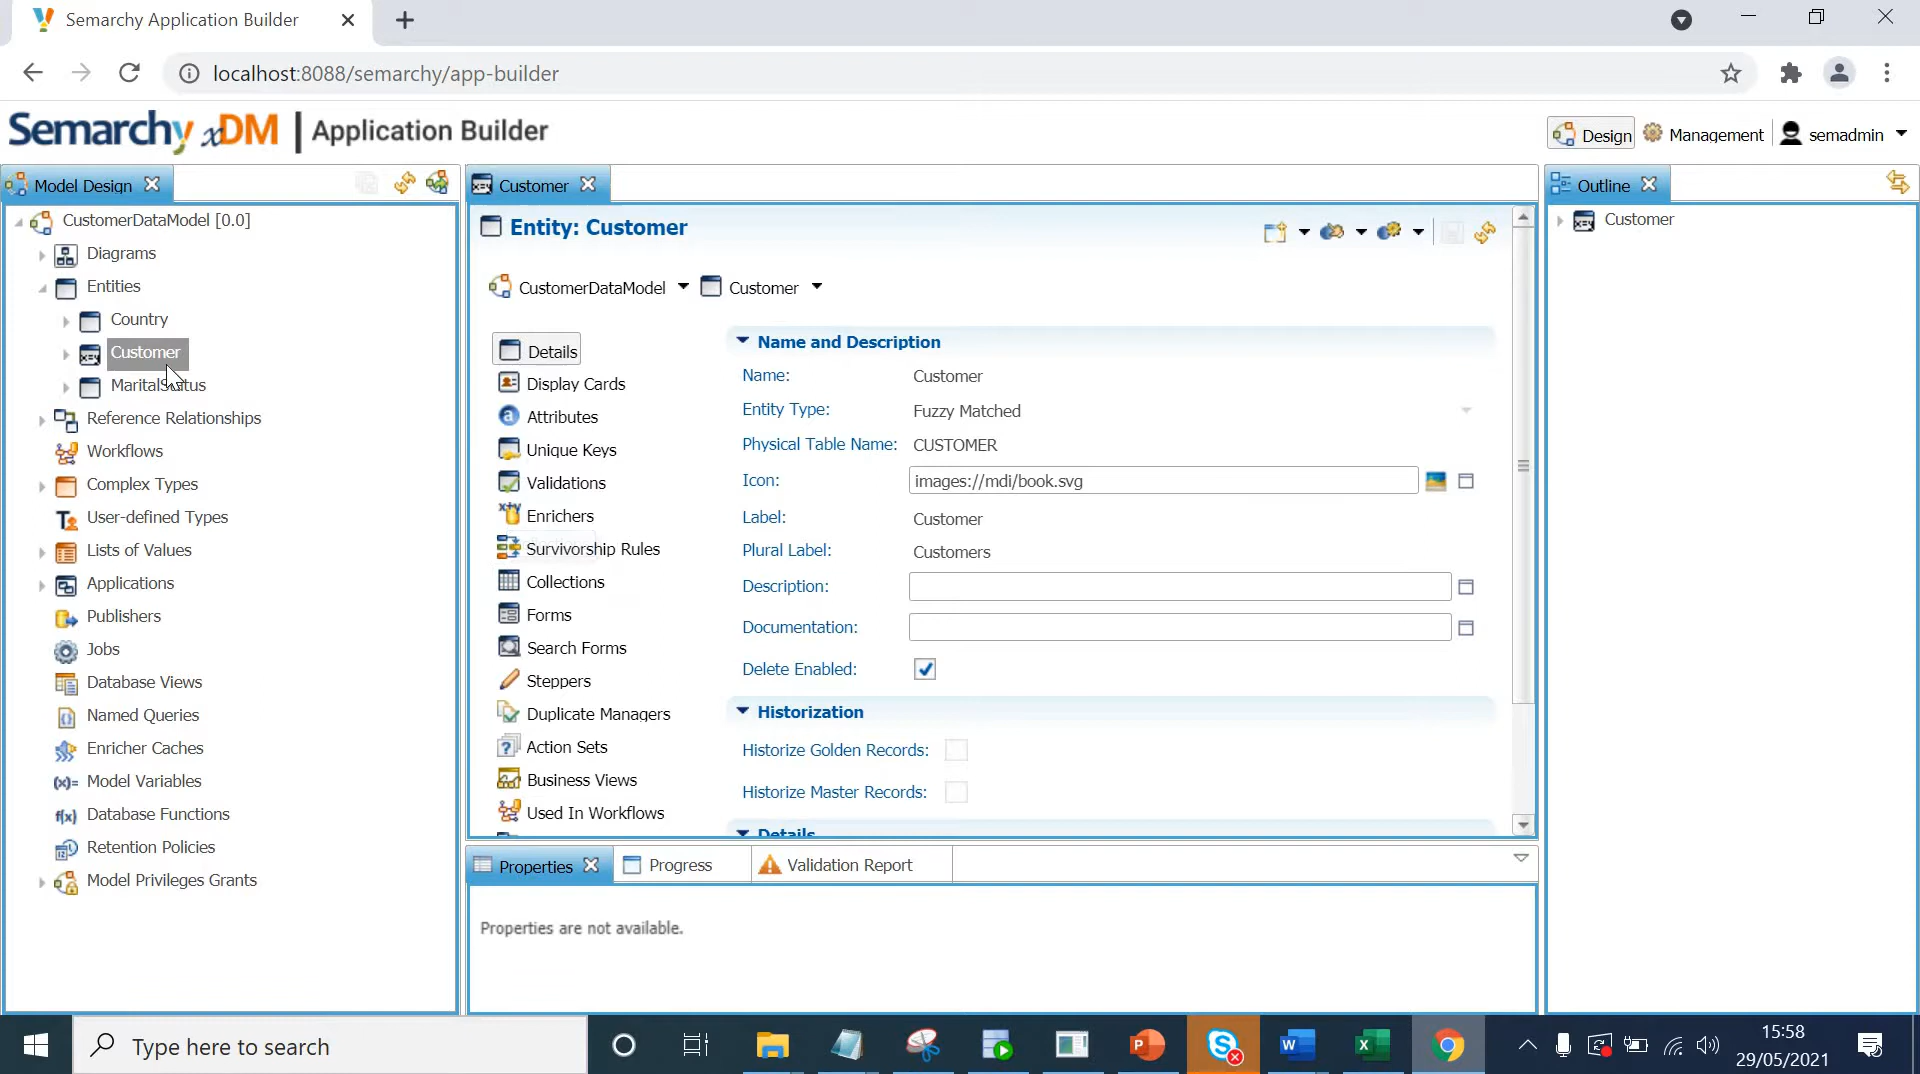 Semarchy Application Builder
localhost:8088/semarchy/app-builder
Semarchy xDM | Application Builder
Design
Management
semadmin
Model Design
CustomerDataModel [0.0]
Diagrams
Entities
Country
Customer
Reference Relationships
Workflows
Complex Types
User-defined Types
Lists of Values
Applications
Publishers
Jobs
Database Views
Named Queries
Enricher Caches
Model Variables
Database Functions
Retention Policies
Model Privileges Grants
Customer
Entity: Customer
CustomerDataModel
Customer
Details
Display Cards
Attributes
Unique Keys
Validations
Enrichers
Survivorship Rules
Collections
Forms
Search Forms
Steppers
Duplicate Managers
Action Sets
Business Views
Used In Workflows
Name and Description
Name: Customer
Entity Type: Fuzzy Matched
Physical Table Name: CUSTOMER
Icon: images://mdi/book.svg
Label: Customer
Plural Label: Customers
Description:
Documentation:
Delete Enabled:
Historization
Historize Golden Records:
Historize Master Records:
Details
Properties
Progress
Validation Report
Properties are not available.
Outline
Customer
Type here to search
15:58
29/05/2021